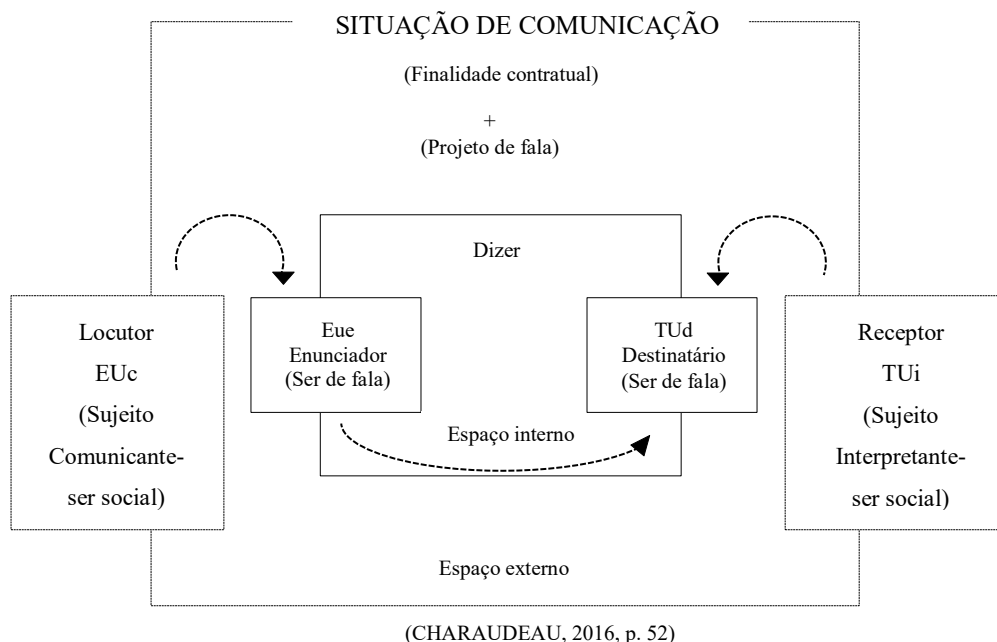 SITUAÇÃO DE COMUNICAÇÃO
(Finalidade contratual)
+
(Projeto de fala)
Dizer
Locutor
EUc
(Sujeito
Comunicante-
ser social)
Eue
Enunciador
(Ser de fala)
TUd
Destinatário
(Ser de fala)
Receptor
TUi
(Sujeito
Interpretante-
ser social)
Espaço interno
Espaço externo
(CHARAUDEAU, 2016, p. 52)